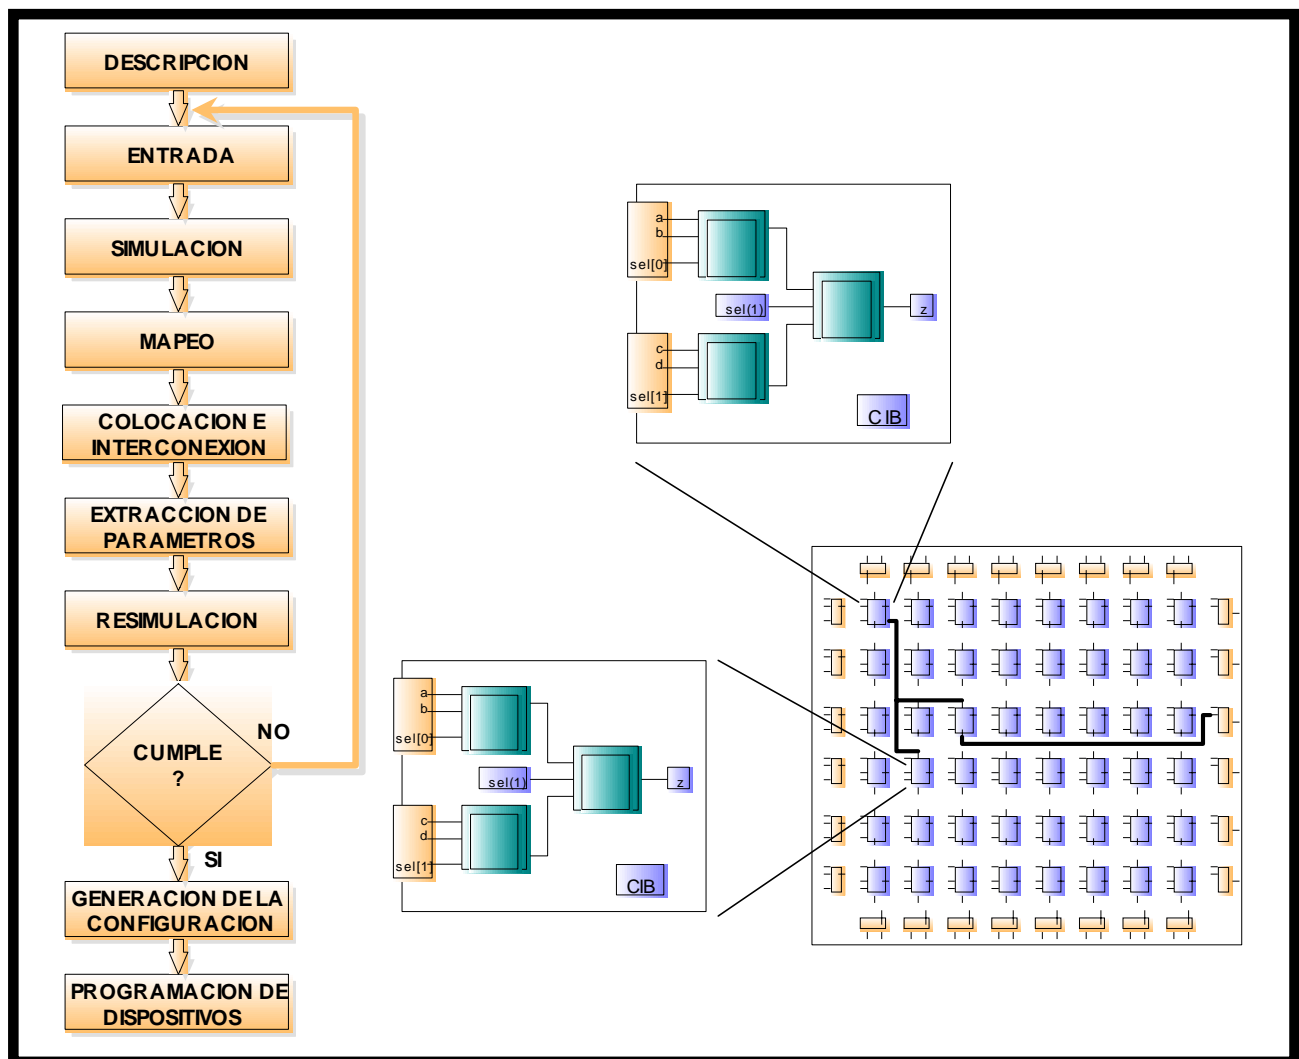 DESCRIPCION
ENTRADA
SIMULACION
MAPEO
COLOCACION E
INTERCONEXION
EXTRACCION DE
PARAMETROS
RESIMULACION
CUMPLE
?
NO
SI
GENERACION DE LA
CONFIGURACION
PROGRAMACION DE
DISPOSITIVOS
a
b
sel[0]
sel(1)
z
c
d
sel[1]
CIB
a
b
sel[0]
sel(1)
z
c
d
sel[1]
CIB